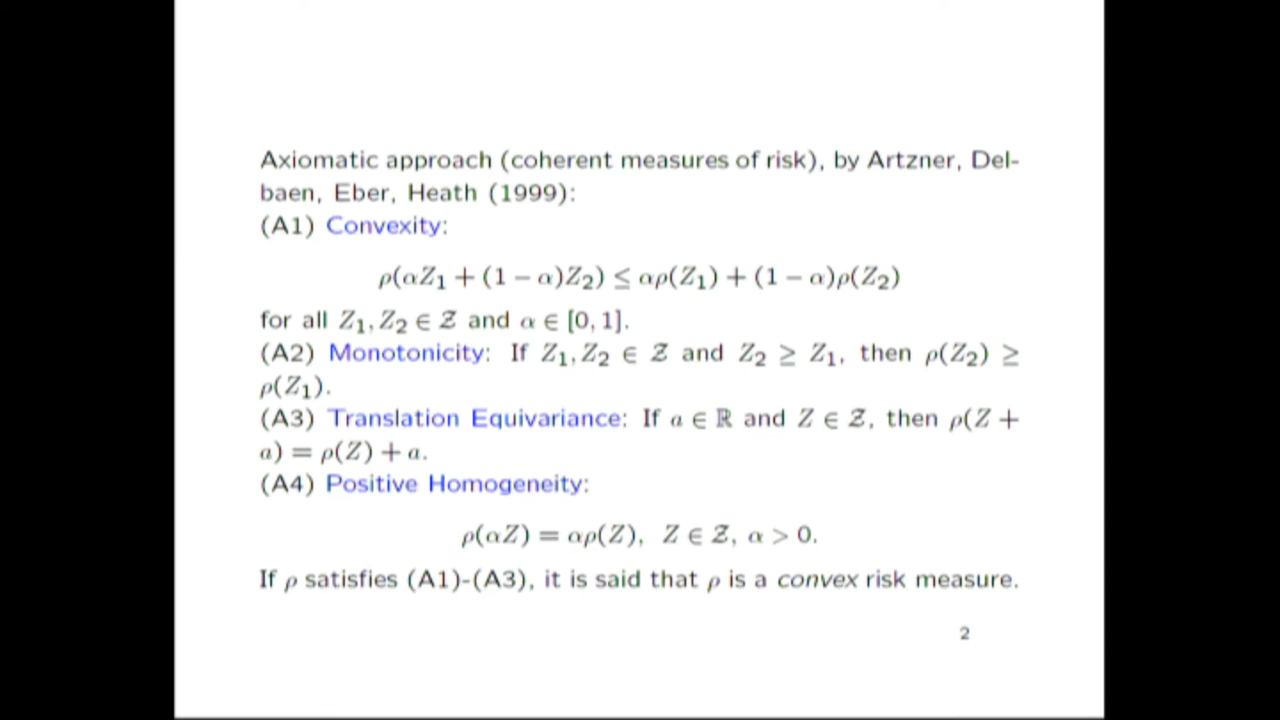 Axiomatic approach (coherent measures of risk), by Artzner, Del-
baen, Eber, Heath (1999):
(A1) Convexity:
ρ(αZ₁ + (1 − α)Z₂) ≤ αρ(Z₁) + (1 − α)ρ(Z₂)
for all Z₁, Z₂ ∈ 𝒵 and α ∈ [0, 1].
(A2) Monotonicity: If Z₁, Z₂ ∈ 𝒵 and Z₂ ≥ Z₁, then ρ(Z₂) ≥
ρ(Z₁).
(A3) Translation Equivariance: If a ∈ ℝ and Z ∈ 𝒵, then ρ(Z +
a) = ρ(Z) + a.
(A4) Positive Homogeneity:
ρ(αZ) = αρ(Z), Z ∈ 𝒵, α > 0.
If ρ satisfies (A1)-(A3), it is said that ρ is a convex risk measure.
2